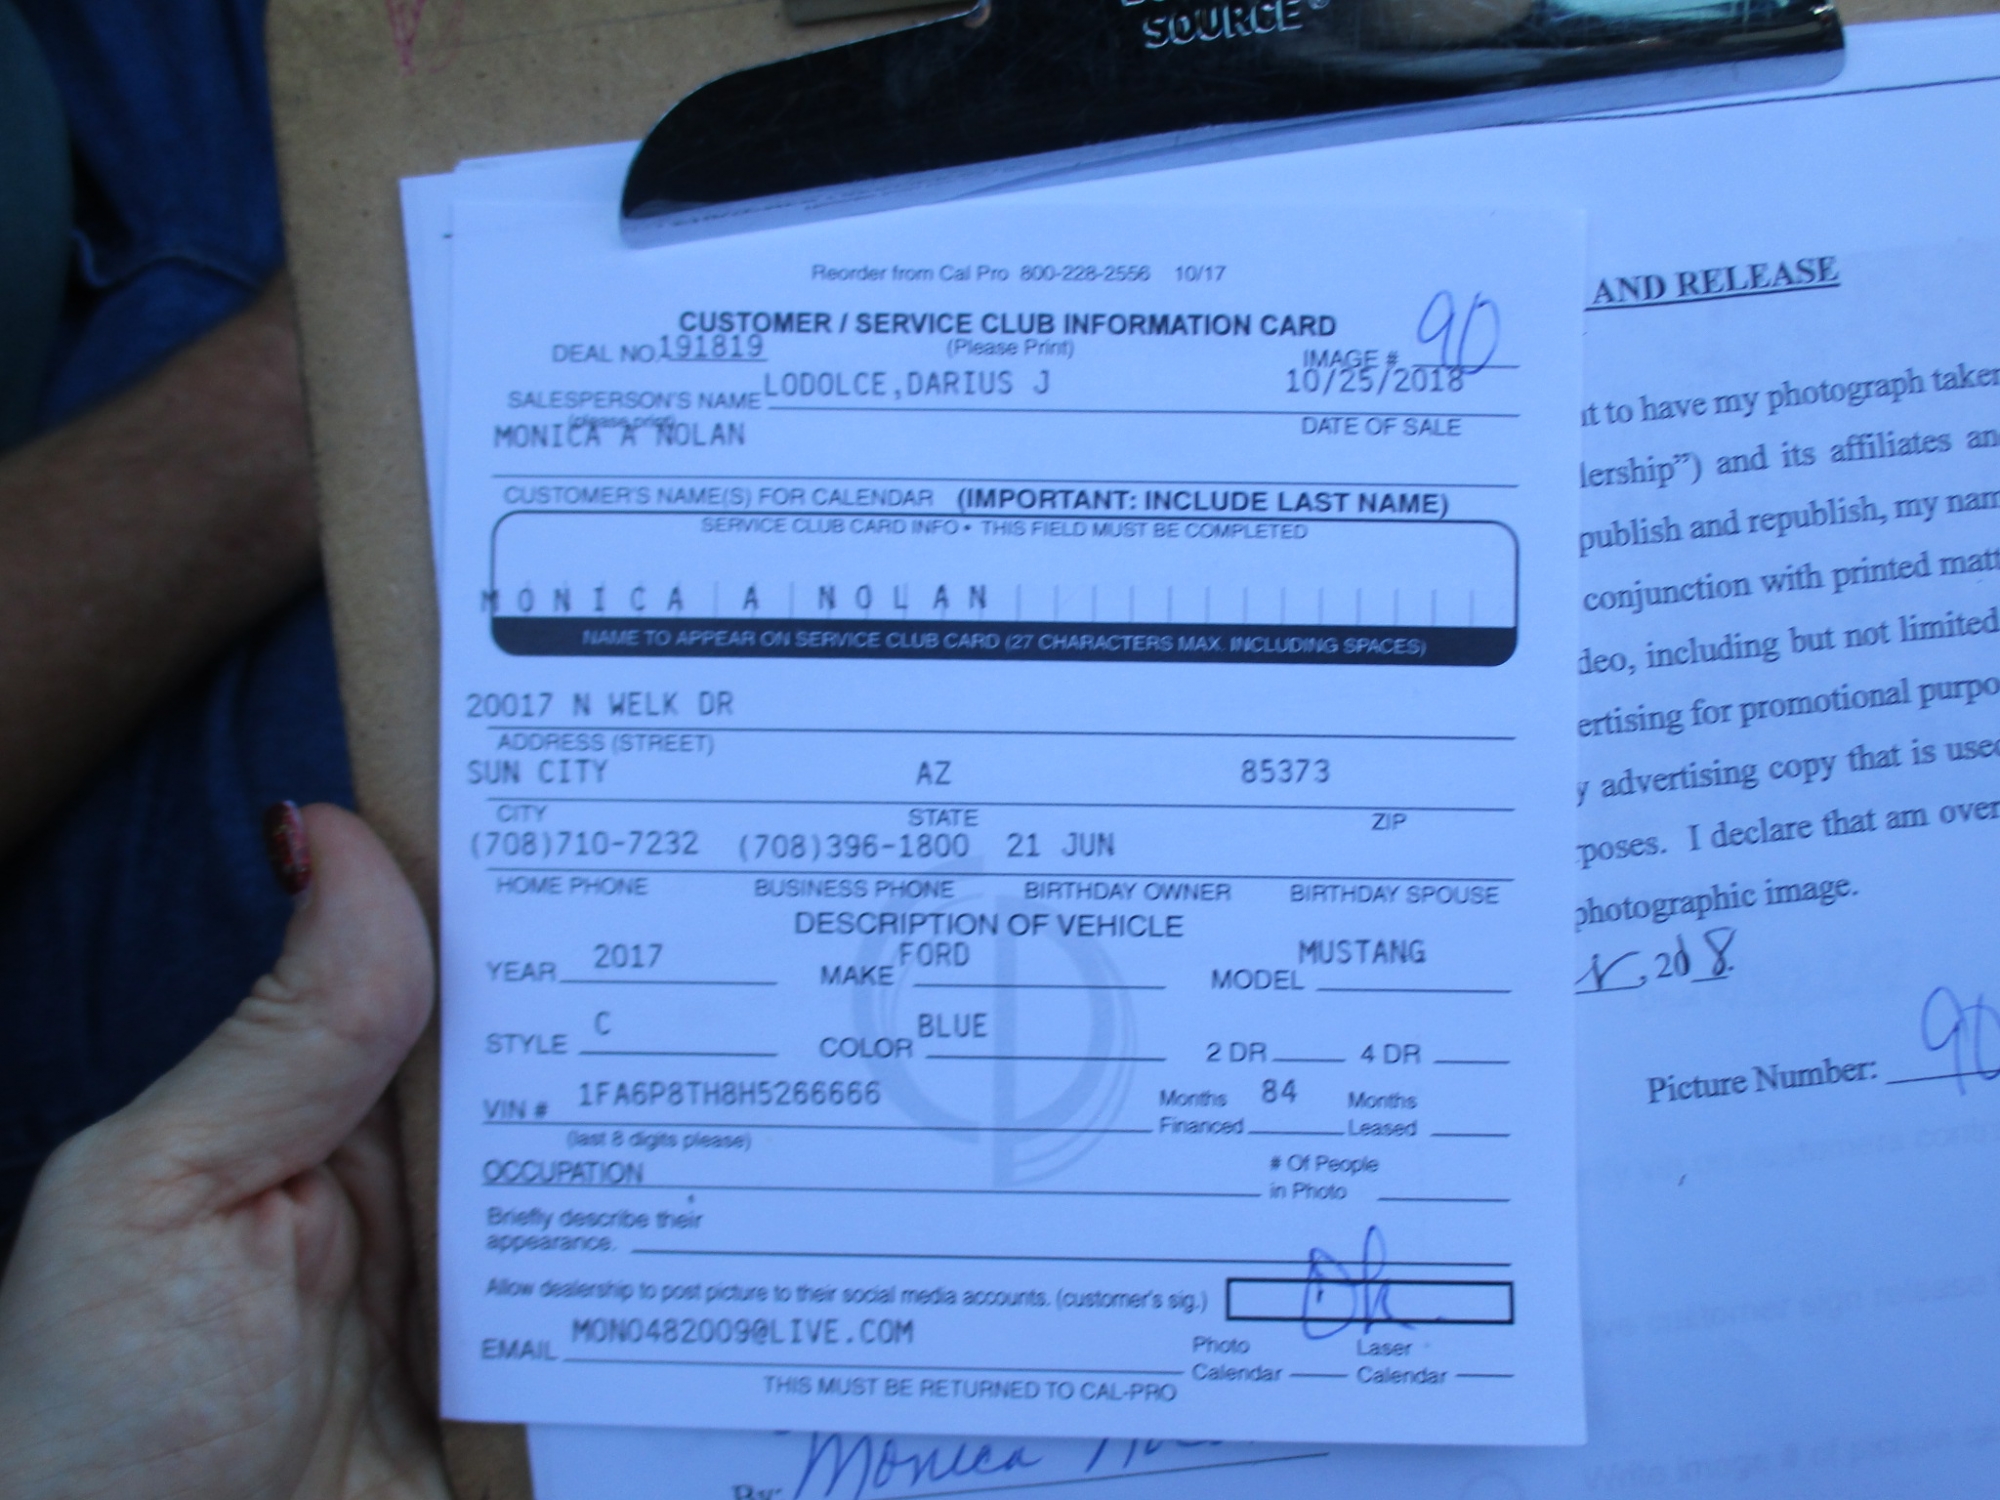 SOURCE
Reorder from Cal Pro 800-228-2556 10/17
CUSTOMER / SERVICE CLUB INFORMATION CARD
DEAL NO. 191819 (Please Print) IMAGE # 90
SALESPERSON'S NAME LODOLCE,DARIUS J 10/25/2018
(please print) DATE OF SALE
MONICA A NOLAN
CUSTOMER'S NAME(S) FOR CALENDAR (IMPORTANT: INCLUDE LAST NAME)
SERVICE CLUB CARD INFO • THIS FIELD MUST BE COMPLETED
MONICA A NOLAN
NAME TO APPEAR ON SERVICE CLUB CARD (27 CHARACTERS MAX. INCLUDING SPACES)
20017 N WELK DR
ADDRESS (STREET)
SUN CITY AZ 85373
CITY STATE ZIP
(708)710-7232 (708)396-1800 21 JUN
HOME PHONE BUSINESS PHONE BIRTHDAY OWNER BIRTHDAY SPOUSE
DESCRIPTION OF VEHICLE
YEAR 2017 MAKE FORD MODEL MUSTANG
STYLE C COLOR BLUE 2 DR 4 DR
VIN # 1FA6P8TH8H5266666 Months Financed 84 Months Leased
(last 8 digits please)
OCCUPATION # Of People in Photo
Briefly describe their
appearance.
Allow dealership to post picture to their social media accounts. (customer's sig.) Ok
EMAIL MONO482009@LIVE.COM Photo Calendar Laser Calendar
THIS MUST BE RETURNED TO CAL-PRO
By: Monica
AND RELEASE
to have my photograph taken
lership") and its affiliates
publish and republish, my
conjunction with printed
deo, including but not limited
ertising for promotional
y advertising copy that is used
poses. I declare that am over
photographic image.
, 20 8
Picture Number: 90